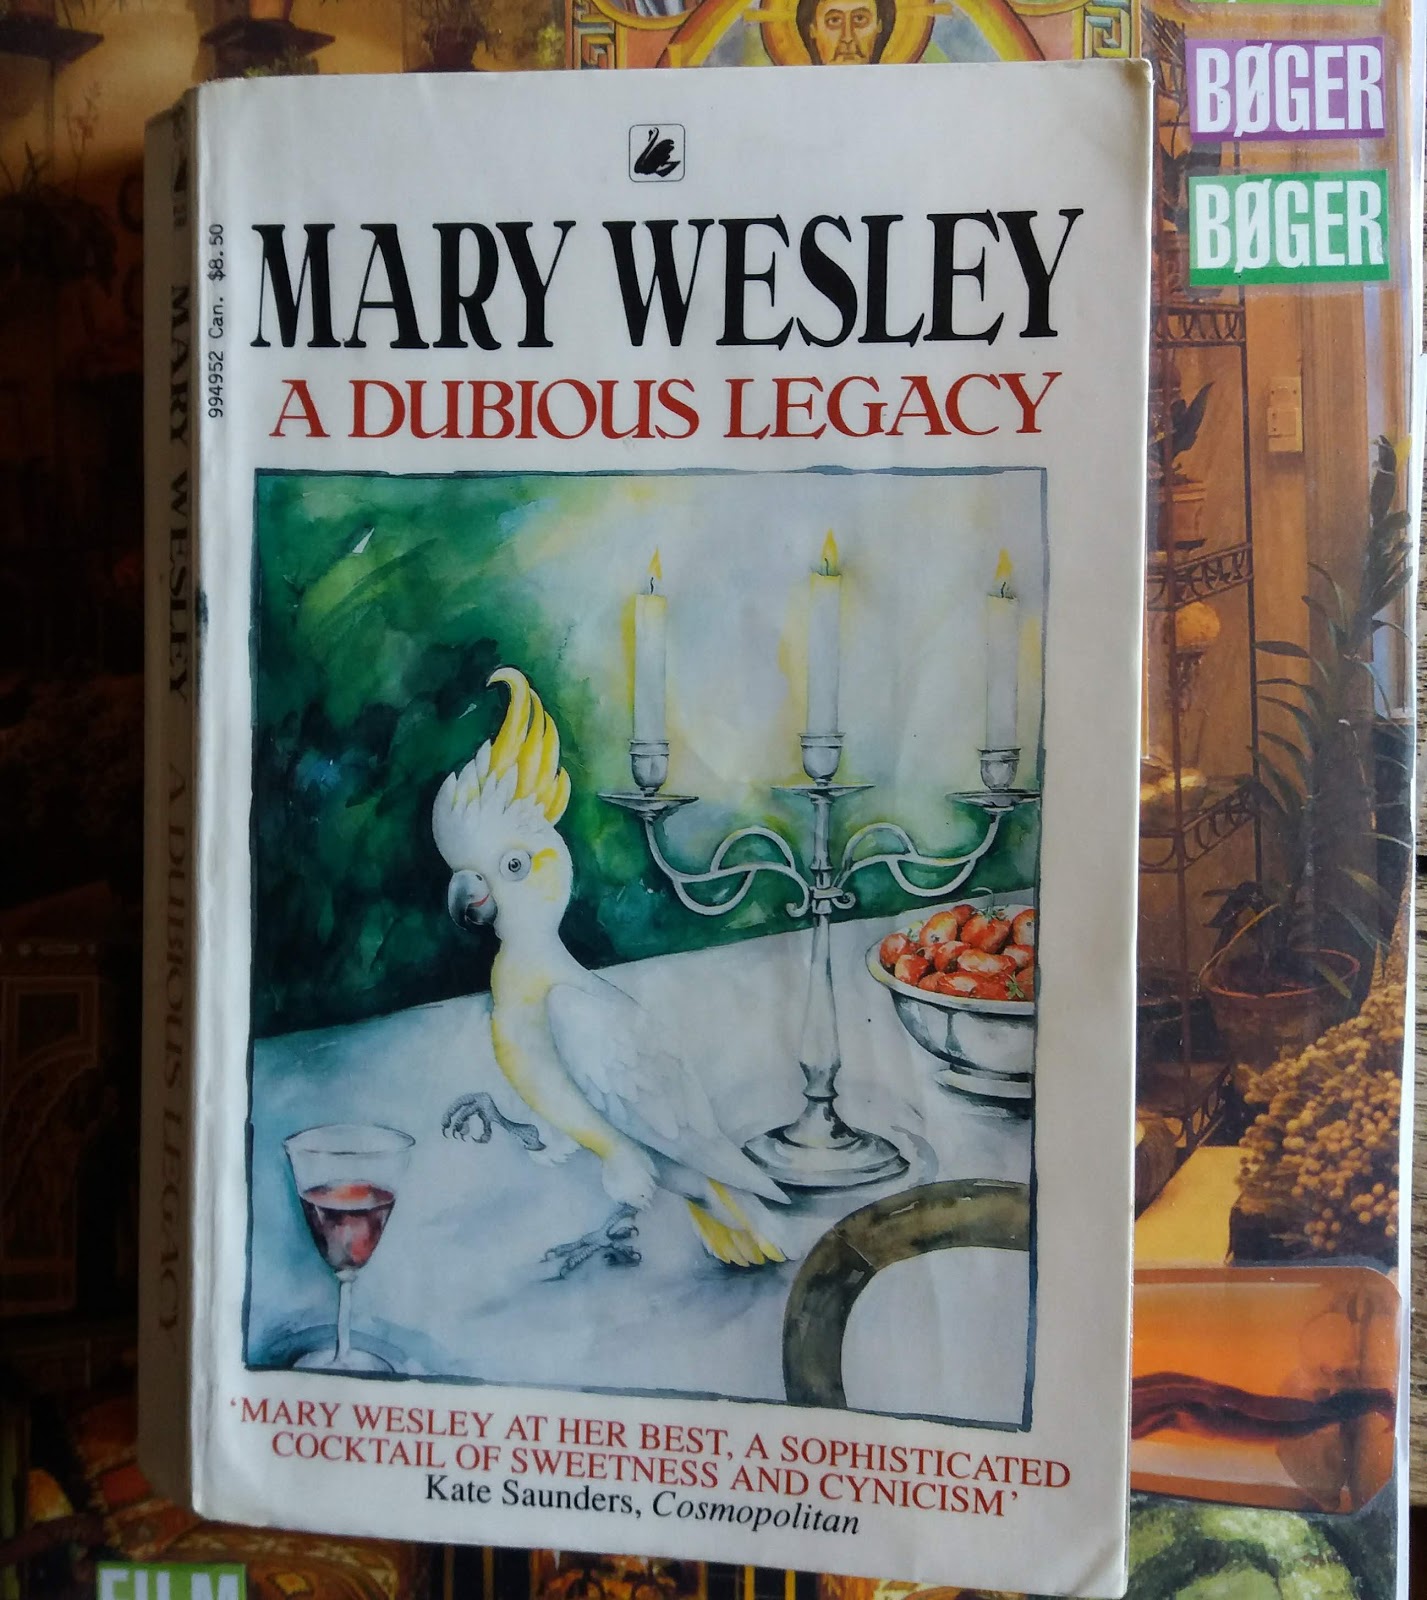 BØGER
BØGER
MARY WESLEY
A DUBIOUS LEGACY
994952 Can. $8.50
MARY WESLEY A DUBIOUS LEGACY
'MARY WESLEY AT HER BEST, A SOPHISTICATED
COCKTAIL OF SWEETNESS AND CYNICISM'
Kate Saunders, Cosmopolitan
FILM